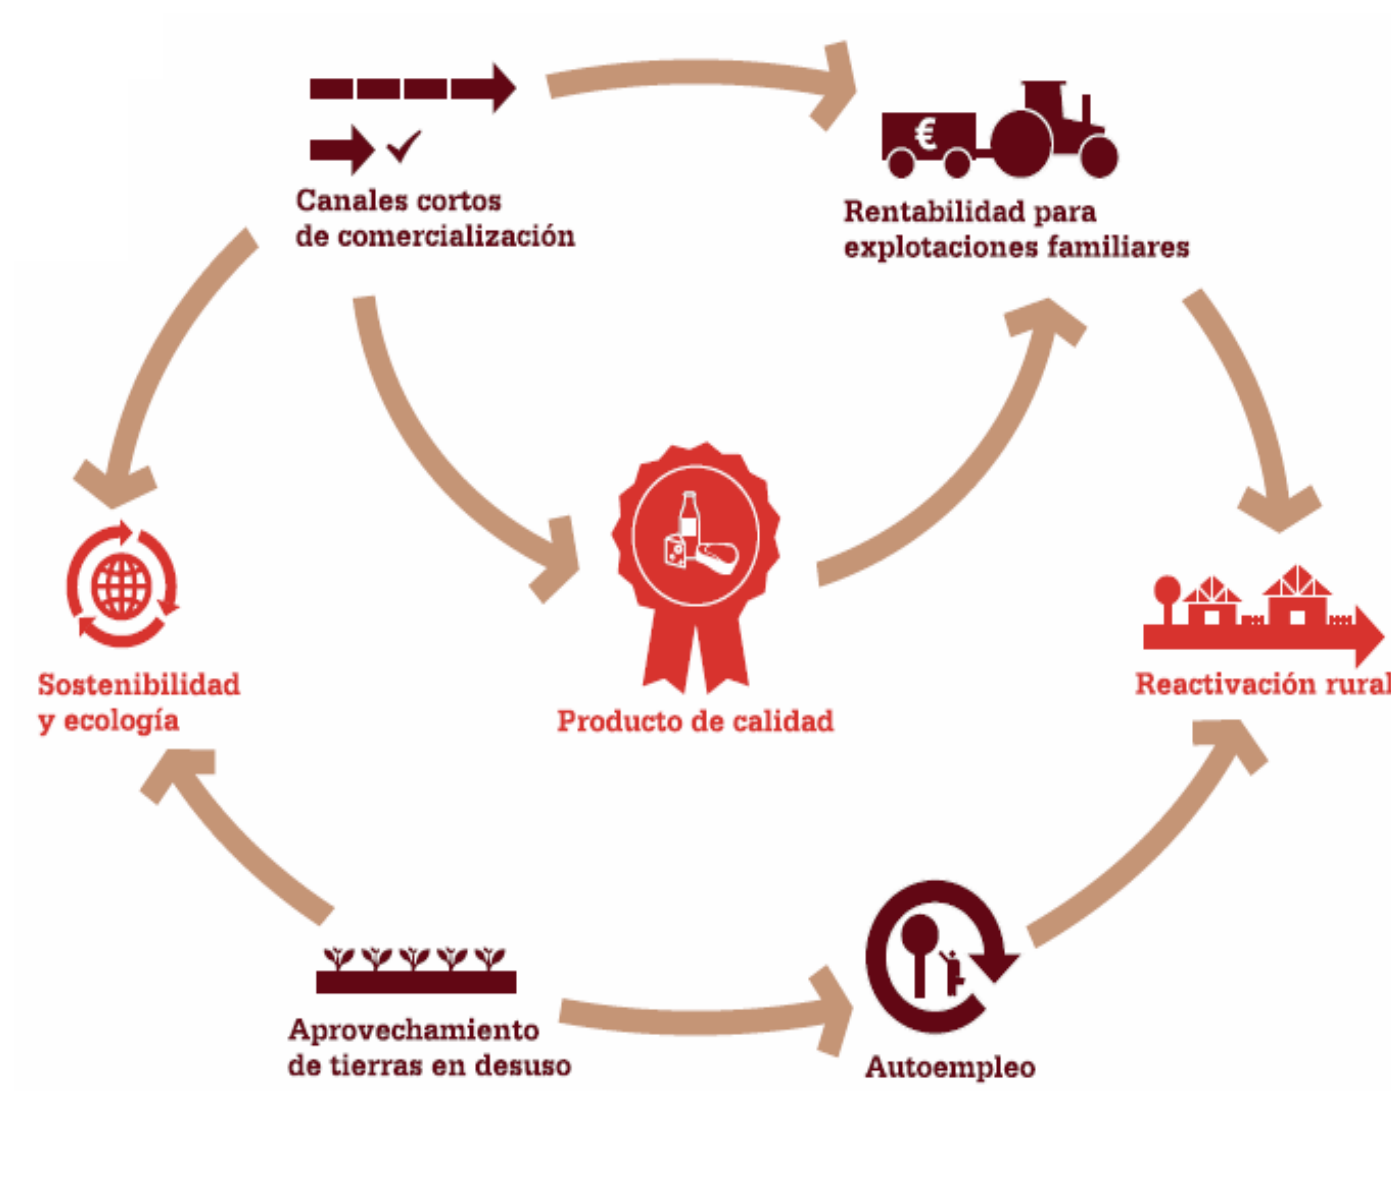 Canales cortos
de comercialización
€
Rentabilidad para
explotaciones familiares
Sostenibilidad
y ecología
Producto de calidad
Reactivación rural
Aprovechamiento
de tierras en desuso
Autoempleo